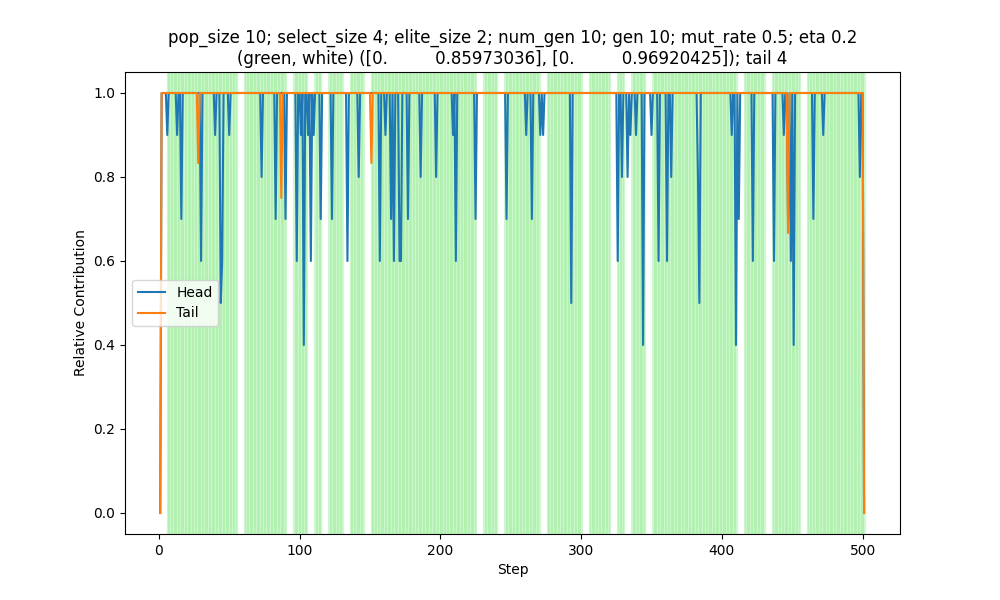 pop_size 10; select_size 4; elite_size 2; num_gen 10; gen 10; mut_rate 0.5; eta 0.2
(green, white) ([0.         0.85973036], [0.         0.96920425]); tail 4
1.0
0.8
0.6
0.4
0.2
0.0
Relative Contribution
Head
Tail
0
100
200
300
400
500
Step